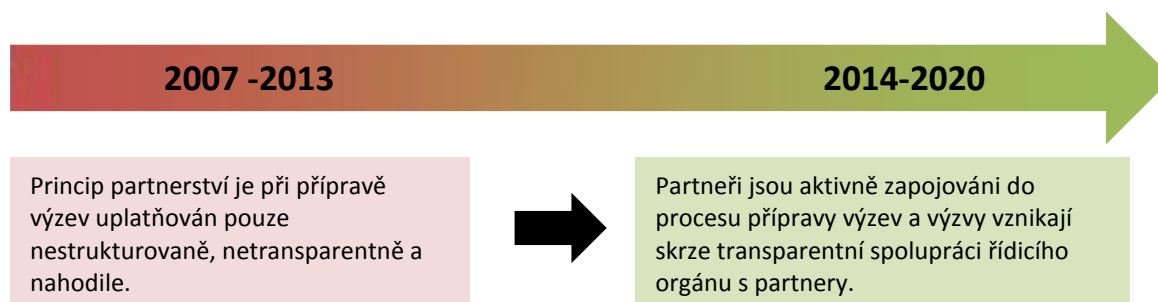 2007 -2013
2014-2020
Princip partnerství je při přípravě
výzev uplatňován pouze
nestrukturovaně, netransparentně a
nahodile.
Partneři jsou aktivně zapojováni do
procesu přípravy výzev a výzvy vznikají
skrze transparentní spolupráci řídicího
orgánu s partnery.